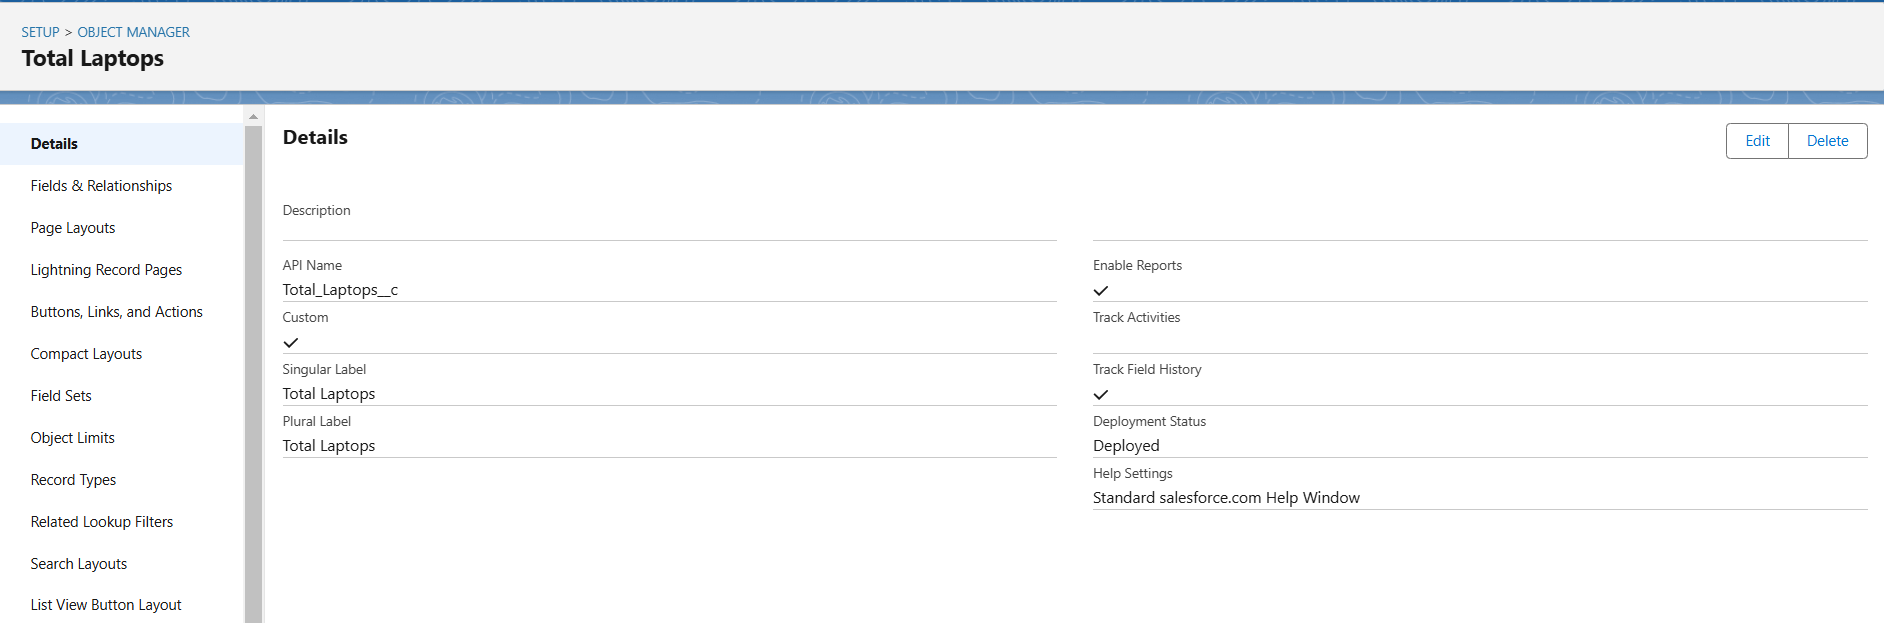 SETUP > OBJECT MANAGER
Total Laptops
Details
Fields & Relationships
Page Layouts
Lightning Record Pages
Buttons, Links, and Actions
Compact Layouts
Field Sets
Object Limits
Record Types
Related Lookup Filters
Search Layouts
List View Button Layout
Details
Edit
Delete
Description
API Name
Total_Laptops__c
Custom
Singular Label
Total Laptops
Plural Label
Total Laptops
Enable Reports
Track Activities
Track Field History
Deployment Status
Deployed
Help Settings
Standard salesforce.com Help Window